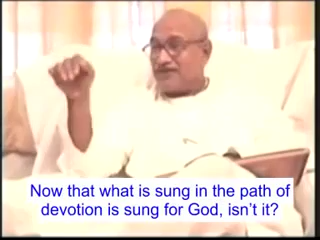 Now that what is sung in the path of
devotion is sung for God, isn't it?